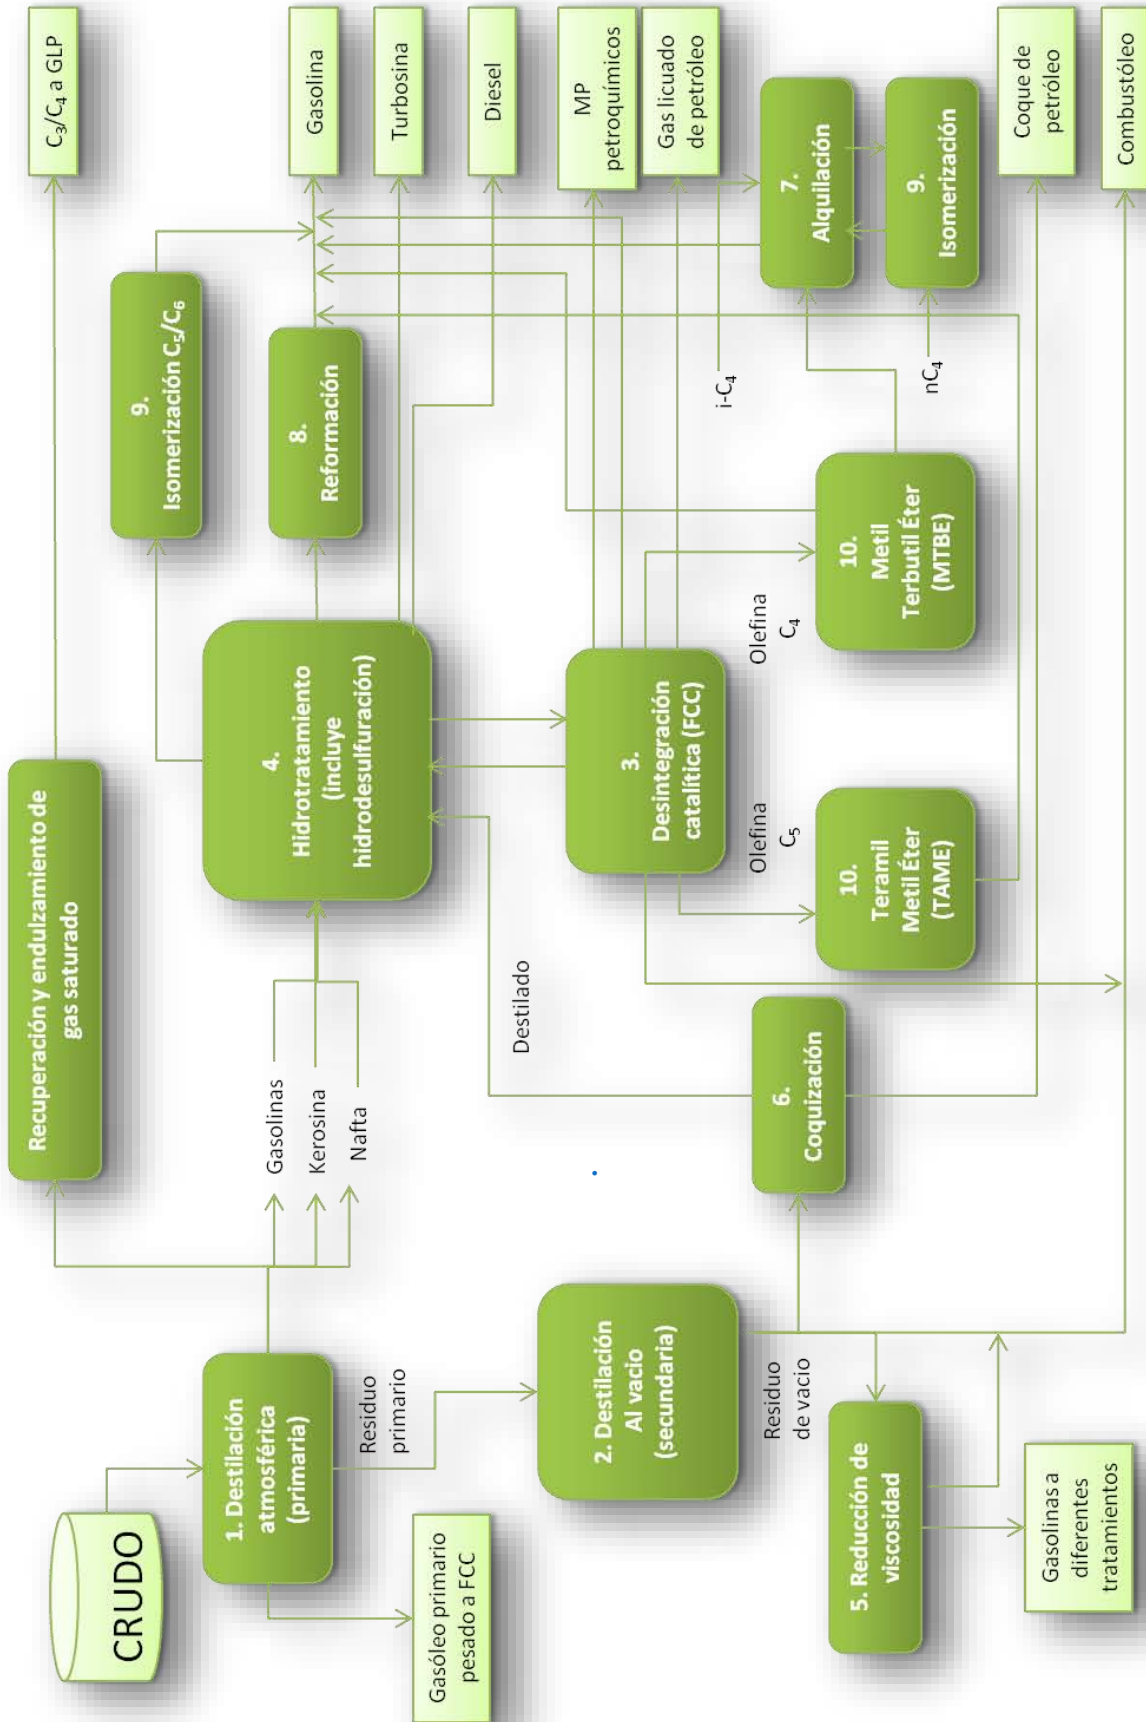 CRUDO
1. Destilación
atmosférica
(primaria)
Gasóleo primario
pesado a FCC
Residuo
primario
2. Destilación
Al vacio
(secundaria)
Residuo
de vacio
5. Reducción de
viscosidad
Gasolinas a
diferentes
tratamientos
Recuperación y endulzamiento de
gas saturado
Gasolinas
Kerosina
Nafta
Destilado
6.
Coquización
4.
Hidrotratamiento
(incluye
hidrodesulfuración)
3.
Desintegración
catalítica (FCC)
Olefina
C₅
Olefina
C₄
10.
Teramil
Metil Éter
(TAME)
10.
Metil
Terbutil Éter
(MTBE)
9.
Isomerización C₅/C₆
8.
Reformación
i-C₄
nC₄
7.
Alquilación
9.
Isomerización
C₃/C₄ a GLP
Gasolina
Turbosina
Diesel
MP
petroquímicos
Gas licuado
de petróleo
Coque de
petróleo
Combustóleo